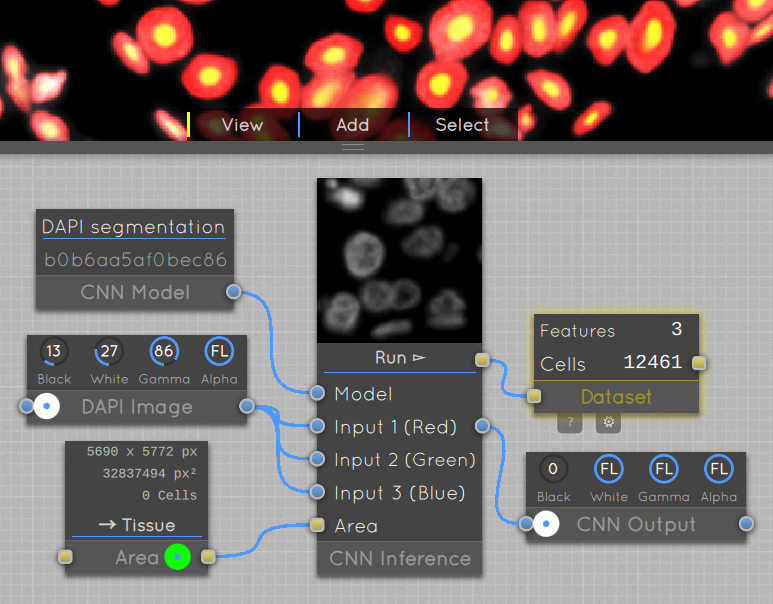 View
Add
Select
DAPI segmentation
b0b6aa5af0bec86
CNN Model
13
27
86
FL
Black
White
Gamma
Alpha
DAPI Image
5690 x 5772 px
32837494 px²
0 Cells
→ Tissue
Area
Run ▻
Model
Input 1 (Red)
Input 2 (Green)
Input 3 (Blue)
Area
CNN Inference
Features 3
Cells 12461
Dataset
?
0
FL
FL
FL
Black
White
Gamma
Alpha
CNN Output